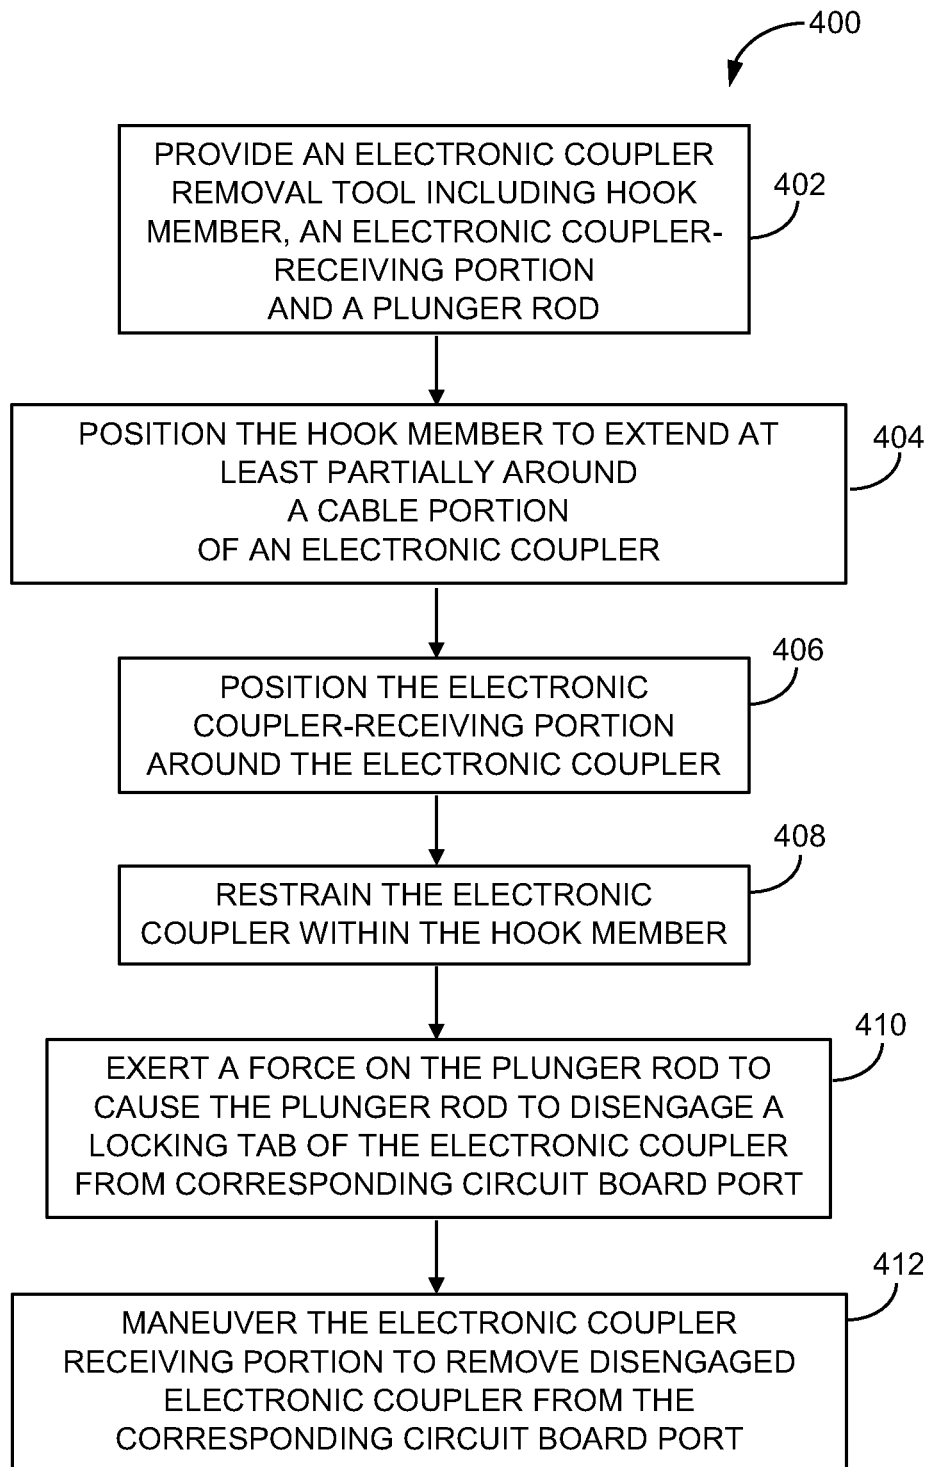 400
PROVIDE AN ELECTRONIC COUPLER
REMOVAL TOOL INCLUDING HOOK
MEMBER, AN ELECTRONIC COUPLER-
RECEIVING PORTION
AND A PLUNGER ROD
402
POSITION THE HOOK MEMBER TO EXTEND AT
LEAST PARTIALLY AROUND
A CABLE PORTION
OF AN ELECTRONIC COUPLER
404
POSITION THE ELECTRONIC
COUPLER-RECEIVING PORTION
AROUND THE ELECTRONIC COUPLER
406
RESTRAIN THE ELECTRONIC
COUPLER WITHIN THE HOOK MEMBER
408
EXERT A FORCE ON THE PLUNGER ROD TO
CAUSE THE PLUNGER ROD TO DISENGAGE A
LOCKING TAB OF THE ELECTRONIC COUPLER
FROM CORRESPONDING CIRCUIT BOARD PORT
410
MANEUVER THE ELECTRONIC COUPLER
RECEIVING PORTION TO REMOVE DISENGAGED
ELECTRONIC COUPLER FROM THE
CORRESPONDING CIRCUIT BOARD PORT
412